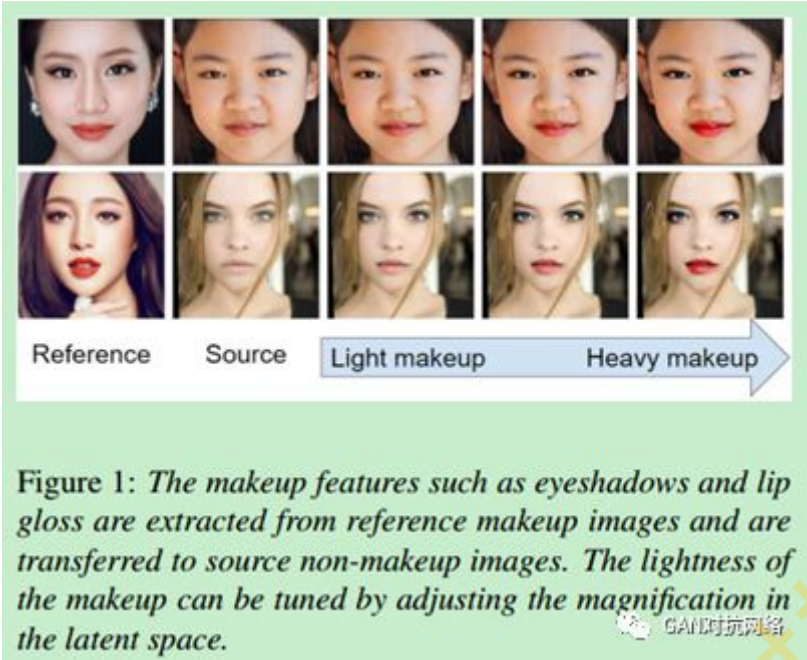 Reference
Source
Light makeup
Heavy makeup
Figure 1: The makeup features such as eyeshadows and lip
gloss are extracted from reference makeup images and are
transferred to source non-makeup images. The lightness of
the makeup can be tuned by adjusting the magnification in
the latent space.
GAN对抗网络